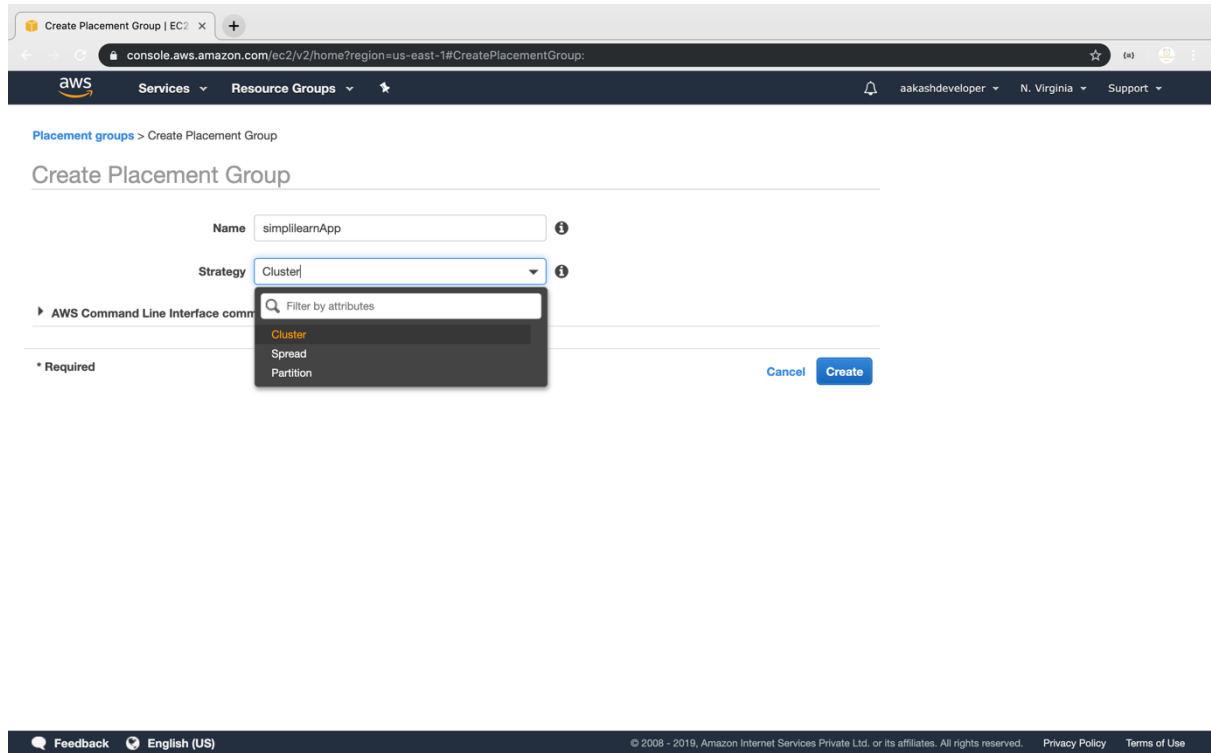 Create Placement Group | EC2 × +
console.aws.amazon.com/ec2/v2/home?region=us-east-1#CreatePlacementGroup:
aws Services Resource Groups aakashdeveloper N. Virginia Support
Placement groups > Create Placement Group
Create Placement Group
Name simplilearnApp
Strategy Cluster
Filter by attributes
AWS Command Line Interface comm
Cluster
Spread
Partition
* Required Cancel Create
Feedback English (US) © 2008 - 2019, Amazon Internet Services Private Ltd. or its affiliates. All rights reserved. Privacy Policy Terms of Use